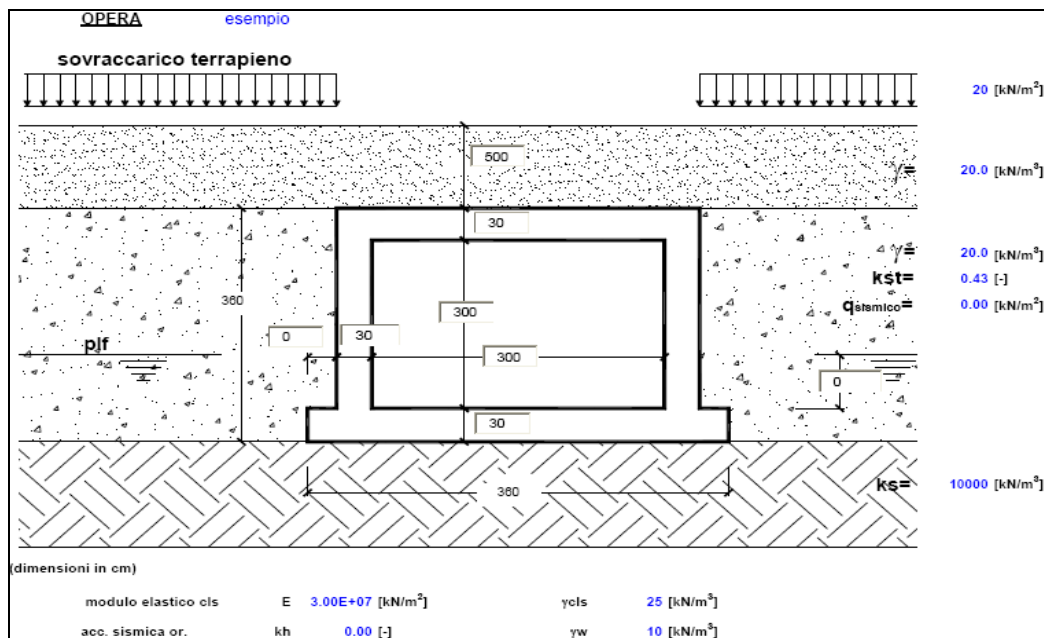 OPERA esempio
sovraccarico terrapieno
20 [kN/m²]
500
γ= 20.0 [kN/m³]
30
γ= 20.0 [kN/m³]
kst= 0.43 [-]
360
qsismico= 0.00 [kN/m²]
300
0 30
plf
300
0
30
360
ks= 10000 [kN/m³]
(dimensioni in cm)
modulo elastico cls E 3.00E+07 [kN/m²] γcls 25 [kN/m³]
acc. sismica or. kh 0.00 [-] γw 10 [kN/m³]